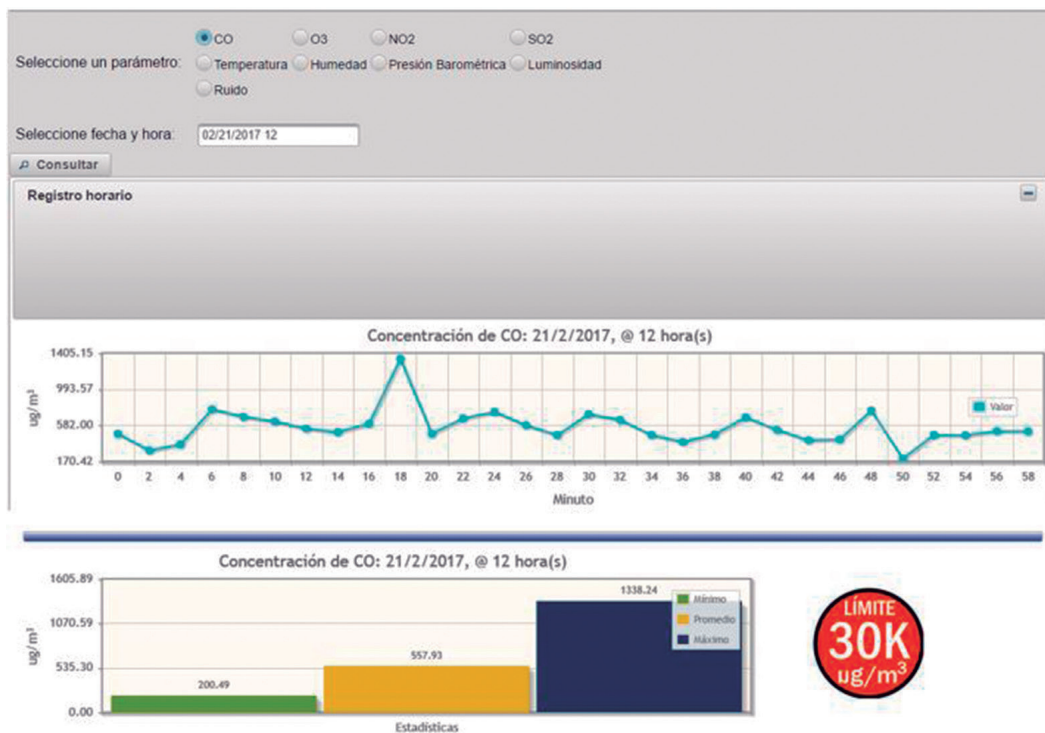 Seleccione un parámetro:
CO O3 NO2 SO2
Temperatura Humedad Presión Barométrica Luminosidad
Ruido
Seleccione fecha y hora: 02/21/2017 12
Consultar
Registro horario
Concentración de CO: 21/2/2017, @ 12 hora(s)
ug/m³
1405.15
993.57
582.00
170.42
Valor
0 2 4 6 8 10 12 14 16 18 20 22 24 26 28 30 32 34 36 38 40 42 44 46 48 50 52 54 56 58
Minuto
Concentración de CO: 21/2/2017, @ 12 hora(s)
ug/m³
1605.89
1070.59
535.30
0.00
200.49
557.93
1338.24
Mínimo
Promedio
Máximo
Estadísticas
LÍMITE
30K
µg/m³